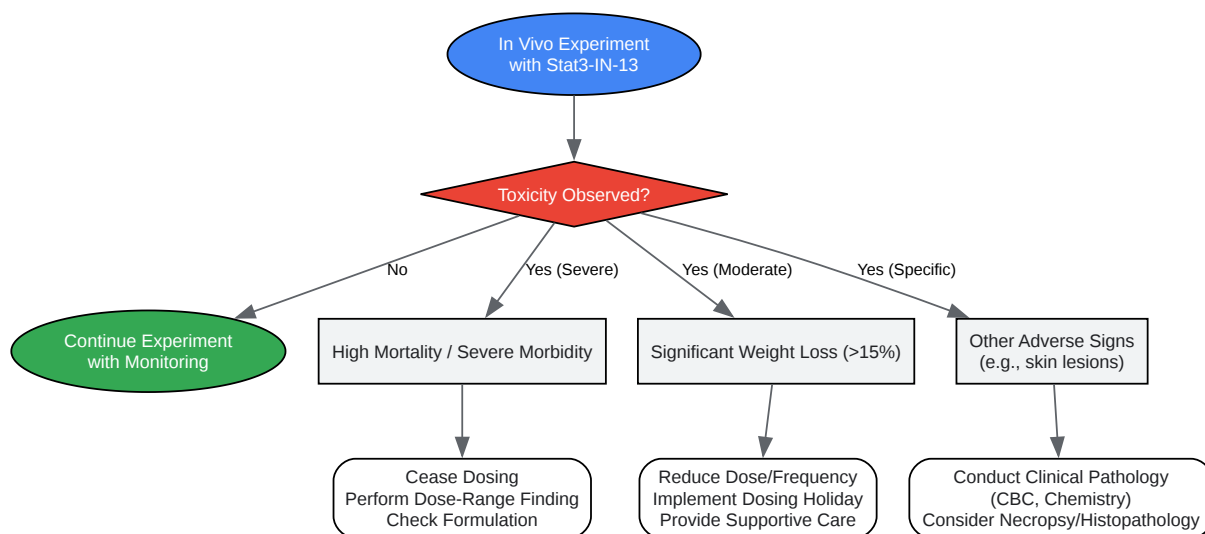 In Vivo Experiment
with Stat3-IN-13
Toxicity Observed?
No
Yes (Severe)
Yes (Moderate)
Yes (Specific)
Continue Experiment
with Monitoring
High Mortality / Severe Morbidity
Significant Weight Loss (>15%)
Other Adverse Signs
(e.g., skin lesions)
Cease Dosing
Perform Dose-Range Finding
Check Formulation
Reduce Dose/Frequency
Implement Dosing Holiday
Provide Supportive Care
Conduct Clinical Pathology
(CBC, Chemistry)
Consider Necropsy/Histopathology